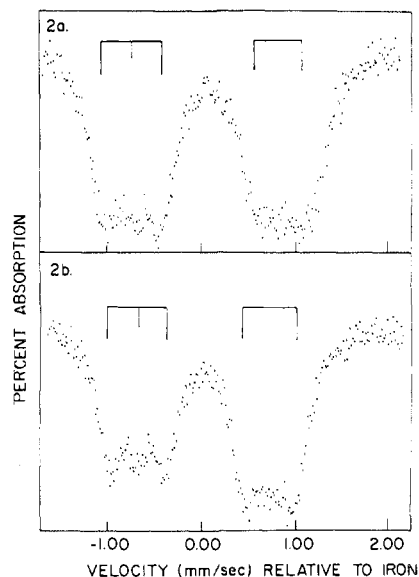 2a.
2b.
PERCENT ABSORPTION
-1.00 0.00 1.00 2.00
VELOCITY (mm/sec) RELATIVE TO IRON